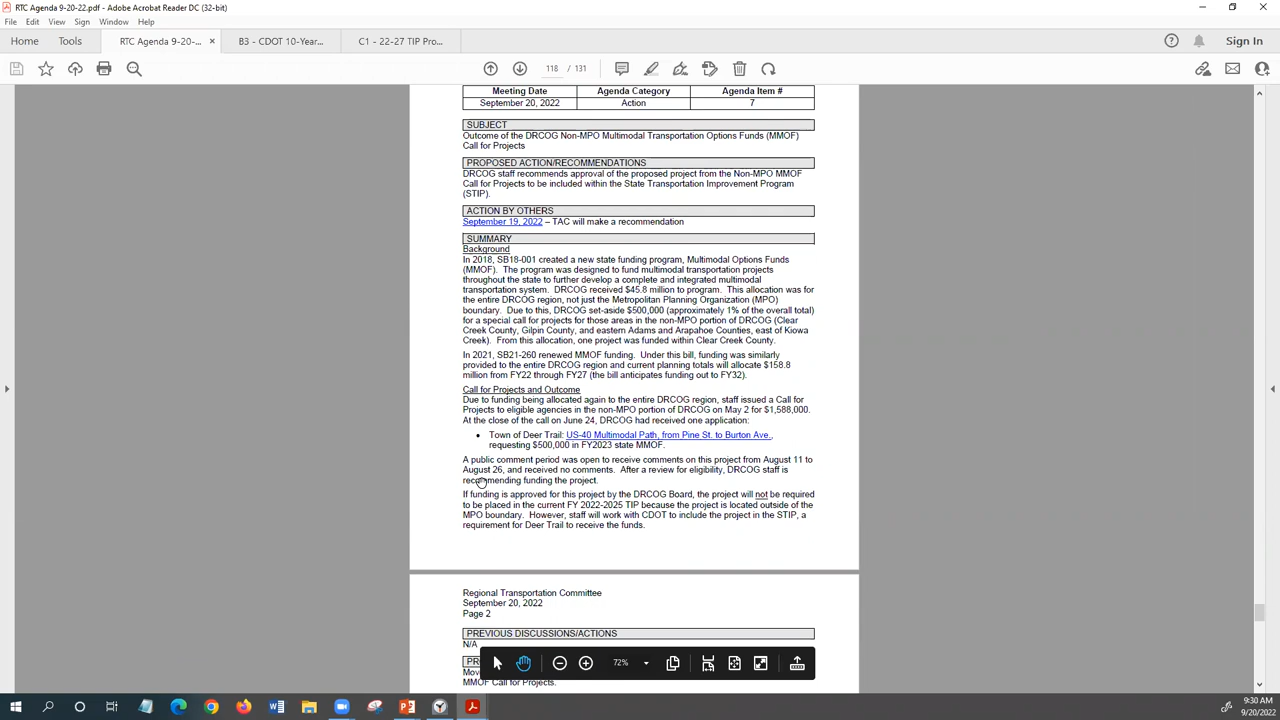 RTC Agenda 9-20-22.pdf - Adobe Acrobat Reader DC (32-bit)
File Edit View Sign Window Help
Home Tools RTC Agenda 9-20-... × B3 - CDOT 10-Year... C1 - 22-27 TIP Pro... Sign In
118 / 131
Meeting Date Agenda Category Agenda Item #
September 20, 2022 Action 7
SUBJECT
Outcome of the DRCOG Non-MPO Multimodal Transportation Options Funds (MMOF)
Call for Projects
PROPOSED ACTION/RECOMMENDATIONS
DRCOG staff recommends approval of the proposed project from the Non-MPO MMOF
Call for Projects to be included within the State Transportation Improvement Program
(STIP).
ACTION BY OTHERS
September 19, 2022 – TAC will make a recommendation
SUMMARY
Background
In 2018, SB18-001 created a new state funding program, Multimodal Options Funds
(MMOF). The program was designed to fund multimodal transportation projects
throughout the state to further develop a complete and integrated multimodal
transportation system. DRCOG received $45.8 million to program. This allocation was for
the entire DRCOG region, not just the Metropolitan Planning Organization (MPO)
boundary. Due to this, DRCOG set-aside $500,000 (approximately 1% of the overall total)
for a special call for projects for those areas in the non-MPO portion of DRCOG (Clear
Creek County, Gilpin County, and eastern Adams and Arapahoe Counties, east of Kiowa
Creek). From this allocation, one project was funded within Clear Creek County.
In 2021, SB21-260 renewed MMOF funding. Under this bill, funding was similarly
provided to the entire DRCOG region and current planning totals will allocate $158.8
million from FY22 through FY27 (the bill anticipates funding out to FY32).
Call for Projects and Outcome
Due to funding being allocated again to the entire DRCOG region, staff issued a Call for
Projects to eligible agencies in the non-MPO portion of DRCOG on May 2 for $1,588,000.
At the close of the call on June 24, DRCOG had received one application:
• Town of Deer Trail: US-40 Multimodal Path, from Pine St. to Burton Ave.,
requesting $500,000 in FY2023 state MMOF.
A public comment period was open to receive comments on this project from August 11 to
August 26, and received no comments. After a review for eligibility, DRCOG staff is
recommending funding the project.
If funding is approved for this project by the DRCOG Board, the project will not be required
to be placed in the current FY 2022-2025 TIP because the project is located outside of the
MPO boundary. However, staff will work with CDOT to include the project in the STIP, a
requirement for Deer Trail to receive the funds.
Regional Transportation Committee
September 20, 2022
Page 2
PREVIOUS DISCUSSIONS/ACTIONS
N/A
72%
MMOF Call for Projects.
9:30 AM
9/20/2022